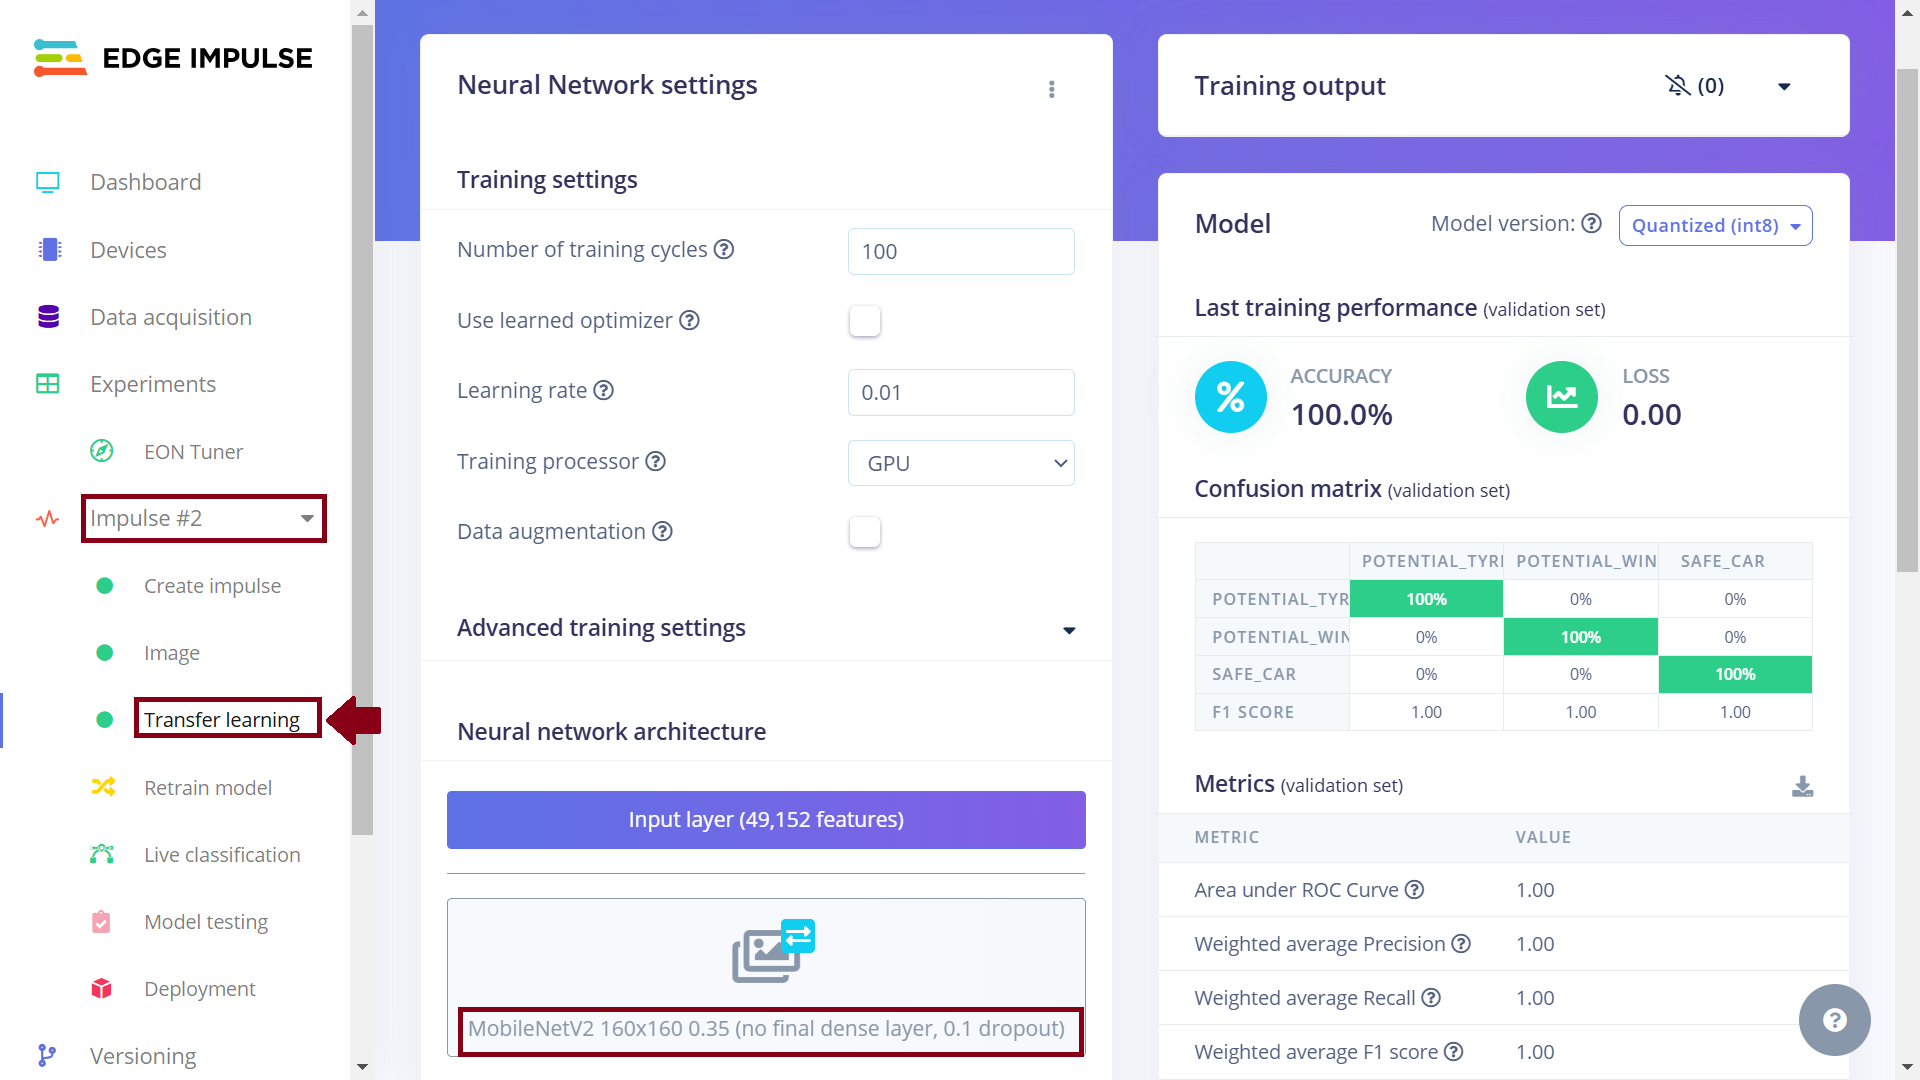 EDGE IMPULSE
Dashboard
Devices
Data acquisition
Experiments
EON Tuner
Impulse #2
Create impulse
Image
Transfer learning
Retrain model
Live classification
Model testing
Deployment
Versioning
Neural Network settings
Training settings
Number of training cycles ?
100
Use learned optimizer ?
Learning rate ?
0.01
Training processor ?
GPU
Data augmentation ?
Advanced training settings
Neural network architecture
Input layer (49,152 features)
MobileNetV2 160x160 0.35 (no final dense layer, 0.1 dropout)
Training output
(0)
Model
Model version: ?
Quantized (int8)
Last training performance (validation set)
%
ACCURACY
100.0%
LOSS
0.00
Confusion matrix (validation set)
POTENTIAL_TYRI POTENTIAL_WIN SAFE_CAR
POTENTIAL_TYR 100% 0% 0%
POTENTIAL_WIN 0% 100% 0%
SAFE_CAR 0% 0% 100%
F1 SCORE 1.00 1.00 1.00
Metrics (validation set)
METRIC VALUE
Area under ROC Curve ? 1.00
Weighted average Precision ? 1.00
Weighted average Recall ? 1.00
Weighted average F1 score ? 1.00
?